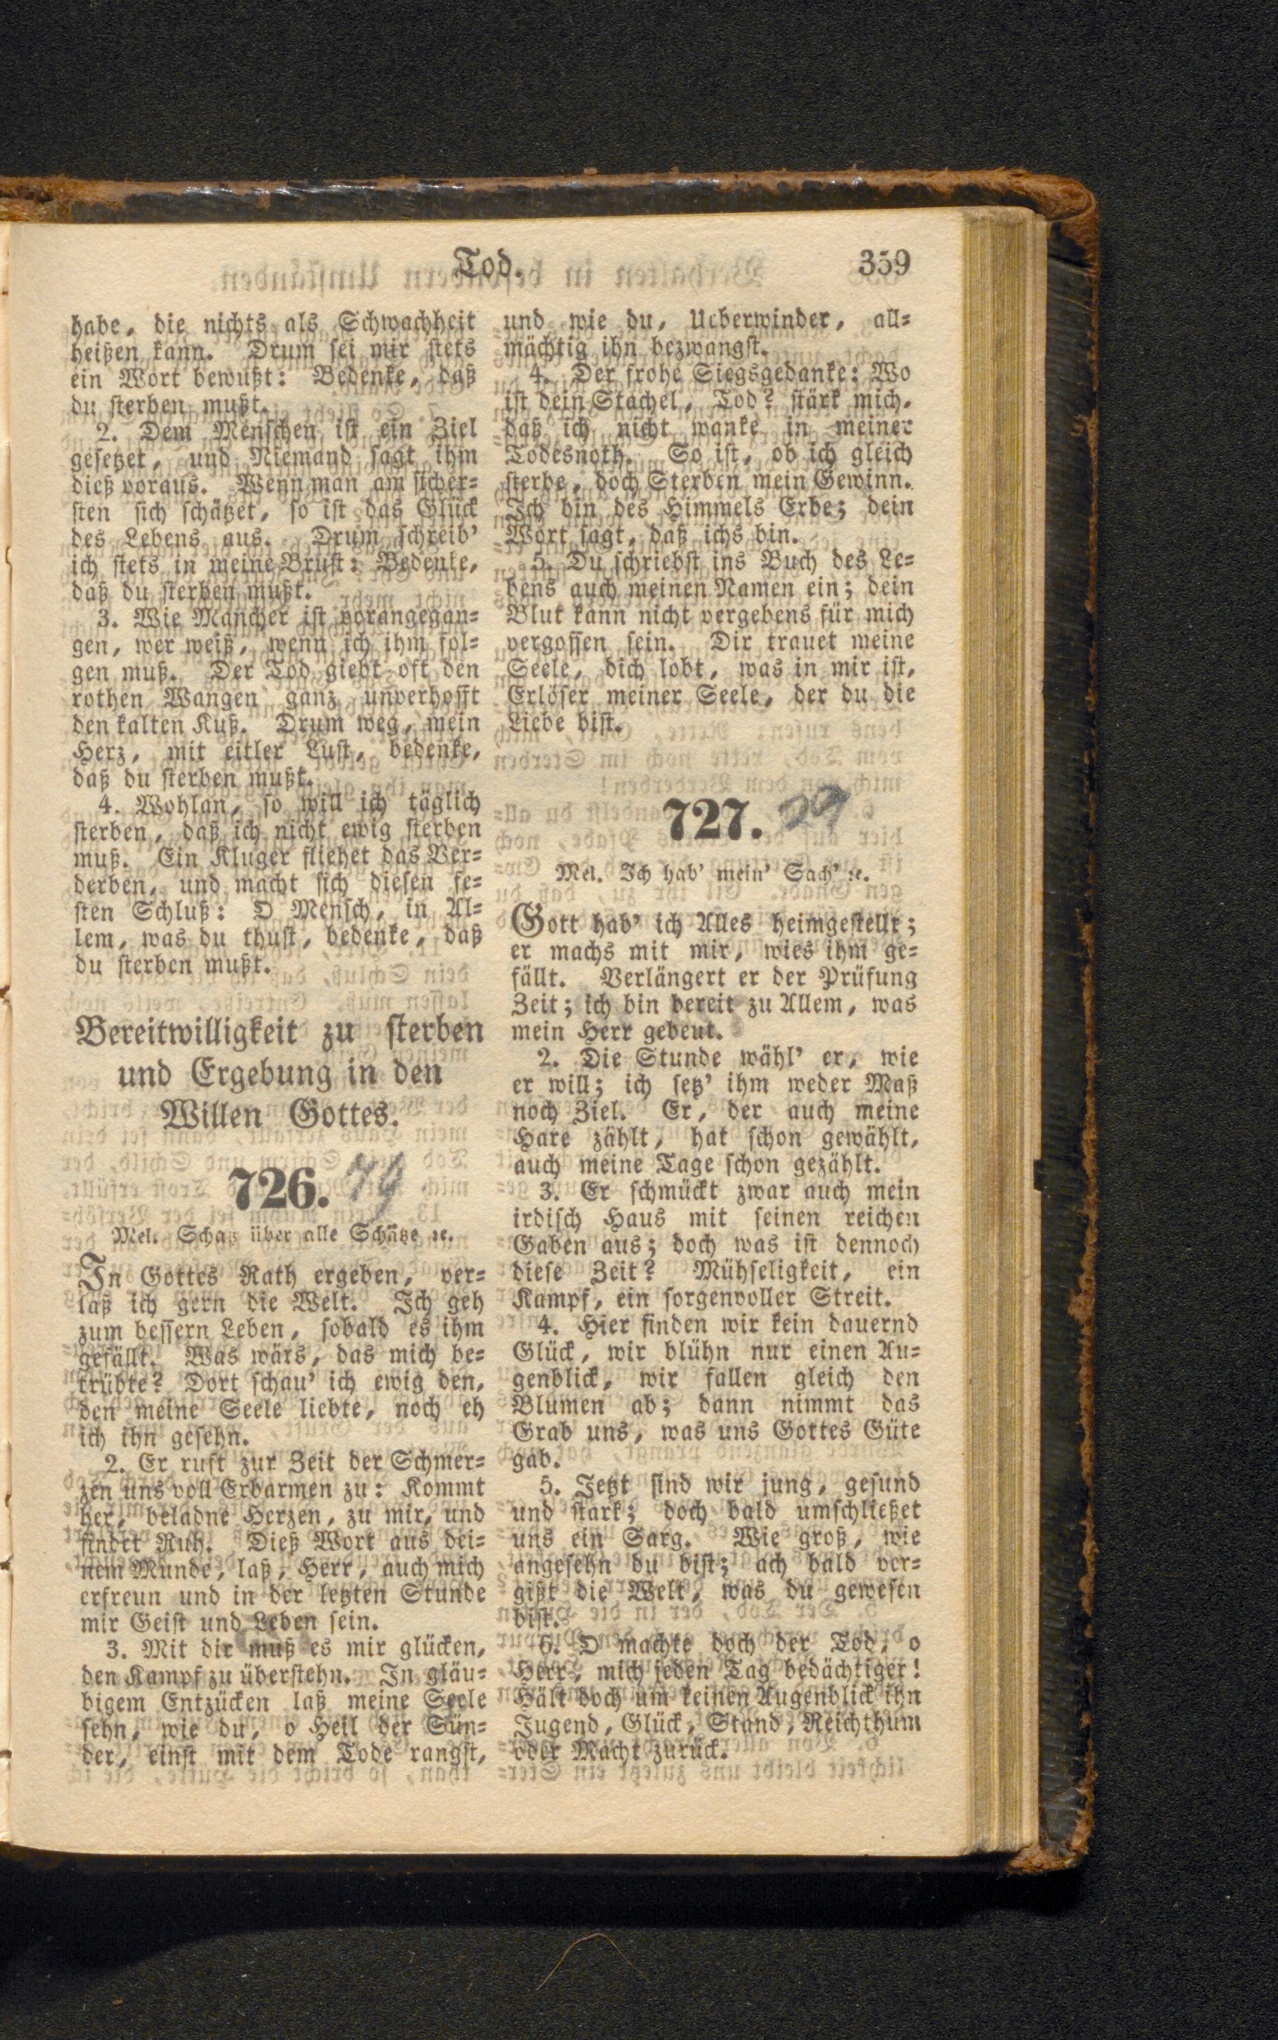 Tod. 359
habe, die nichts als Schwachheit
heißen kann. Drum sei mir stets
ein Wort bewußt: Bedenke, daß
du sterben mußt.
2. Dem Menschen ist ein Ziel
gesetzet, und Niemand sagt ihm
dieß voraus. Wenn man am sicher-
sten sich schätzet, so ist das Glück
des Lebens aus. Drum schreib'
ich stets in meine Brust: Bedenke,
daß du sterben mußt.
3. Wie Mancher ist vorangegan-
gen, wer weiß, wenn ich ihm fol-
gen muß. Der Tod giebt oft den
rothen Wangen ganz unverhofft
den kalten Kuß. Drum weg, mein
Herz, mit eitler Lust, bedenke,
daß du sterben mußt.
4. Wohlan, so will ich täglich
sterben, daß ich nicht ewig sterben
muß. Ein Kluger fliehet das Ver-
derben, und macht sich diesen fe-
sten Schluß: O Mensch, in Al-
lem, was du thust, bedenke, daß
du sterben mußt.
Bereitwilligkeit zu sterben
und Ergebung in den
Willen Gottes.
726.
Mel. Schatz über alle Schätze ꝛc.
In Gottes Rath ergeben, ver-
laß ich gern die Welt. Ich geh
zum bessern Leben, sobald es ihm
gefällt. Was wärs, das mich be-
trübte? Dort schau' ich ewig den,
den meine Seele liebte, noch eh
ich ihn gesehn.
2. Er ruft zur Zeit der Schmer-
zen uns voll Erbarmen zu: Kommt
her, beladne Herzen, zu mir, und
findet Ruh. Dieß Wort aus dei-
nem Munde, laß, Herr, auch mich
erfreun und in der letzten Stunde
mir Geist und Leben sein.
3. Mit dir muß es mir glücken,
den Kampf zu überstehn. In gläu-
bigem Entzücken laß meine Seele
sehn, wie du, o Heil der Sün-
der, einst mit dem Tode rangst,
und wie du, Ueberwinder, all-
mächtig ihn bezwangst.
4. Der frohe Siegsgedanke: Wo
ist dein Stachel, Tod? stärk mich,
daß ich nicht wanke in meiner
Todesnoth. So ist, ob ich gleich
sterbe, doch Sterben mein Gewinn.
Ich bin des Himmels Erbe; dein
Wort sagt, daß ichs bin.
5. Du schriebst ins Buch des Le-
bens auch meinen Namen ein; dein
Blut kann nicht vergebens für mich
vergossen sein. Dir trauet meine
Seele, dich lobt, was in mir ist,
Erlöser meiner Seele, der du die
Liebe bist.
727.
Mel. Ich hab' mein' Sach' ꝛc.
Gott hab' ich Alles heimgestellt;
er machs mit mir, wies ihm ge-
fällt. Verlängert er der Prüfung
Zeit; ich bin bereit zu Allem, was
mein Herr gebeut.
2. Die Stunde wähl' er, wie
er will; ich setz' ihm weder Maß
noch Ziel. Er, der auch meine
Hare zählt, hat schon gewählt,
auch meine Tage schon gezählt.
3. Er schmückt zwar auch mein
irdisch Haus mit seinen reichen
Gaben aus; doch was ist dennoch
diese Zeit? Mühseligkeit, ein
Kampf, ein sorgenvoller Streit.
4. Hier finden wir kein dauernd
Glück, wir blühn nur einen Au-
genblick, wir fallen gleich den
Blumen ab; dann nimmt das
Grab uns, was uns Gottes Güte
gab.
5. Jetzt sind wir jung, gesund
und stark; doch bald umschließet
uns ein Sarg. Wie groß, wie
angesehn du bist; ach bald ver-
gißt die Welt, was du gewesen
bist.
6. O machte doch der Tod, o
Herr, mich jeden Tag bedächtiger!
Hält doch um keinen Augenblick ihn
Jugend, Glück, Stand, Reichthum
oder Macht zurück.